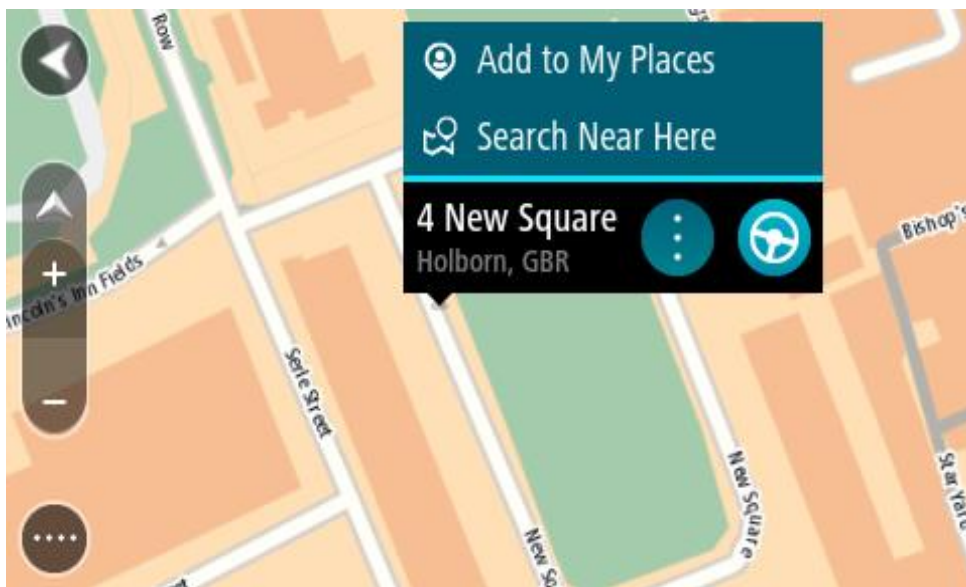 Row
Add to My Places
Search Near Here
4 New Square
Holborn, GBR
Bishop's
incoln's Inn Fields
Serle Street
New Square
Star Yard
New Sq